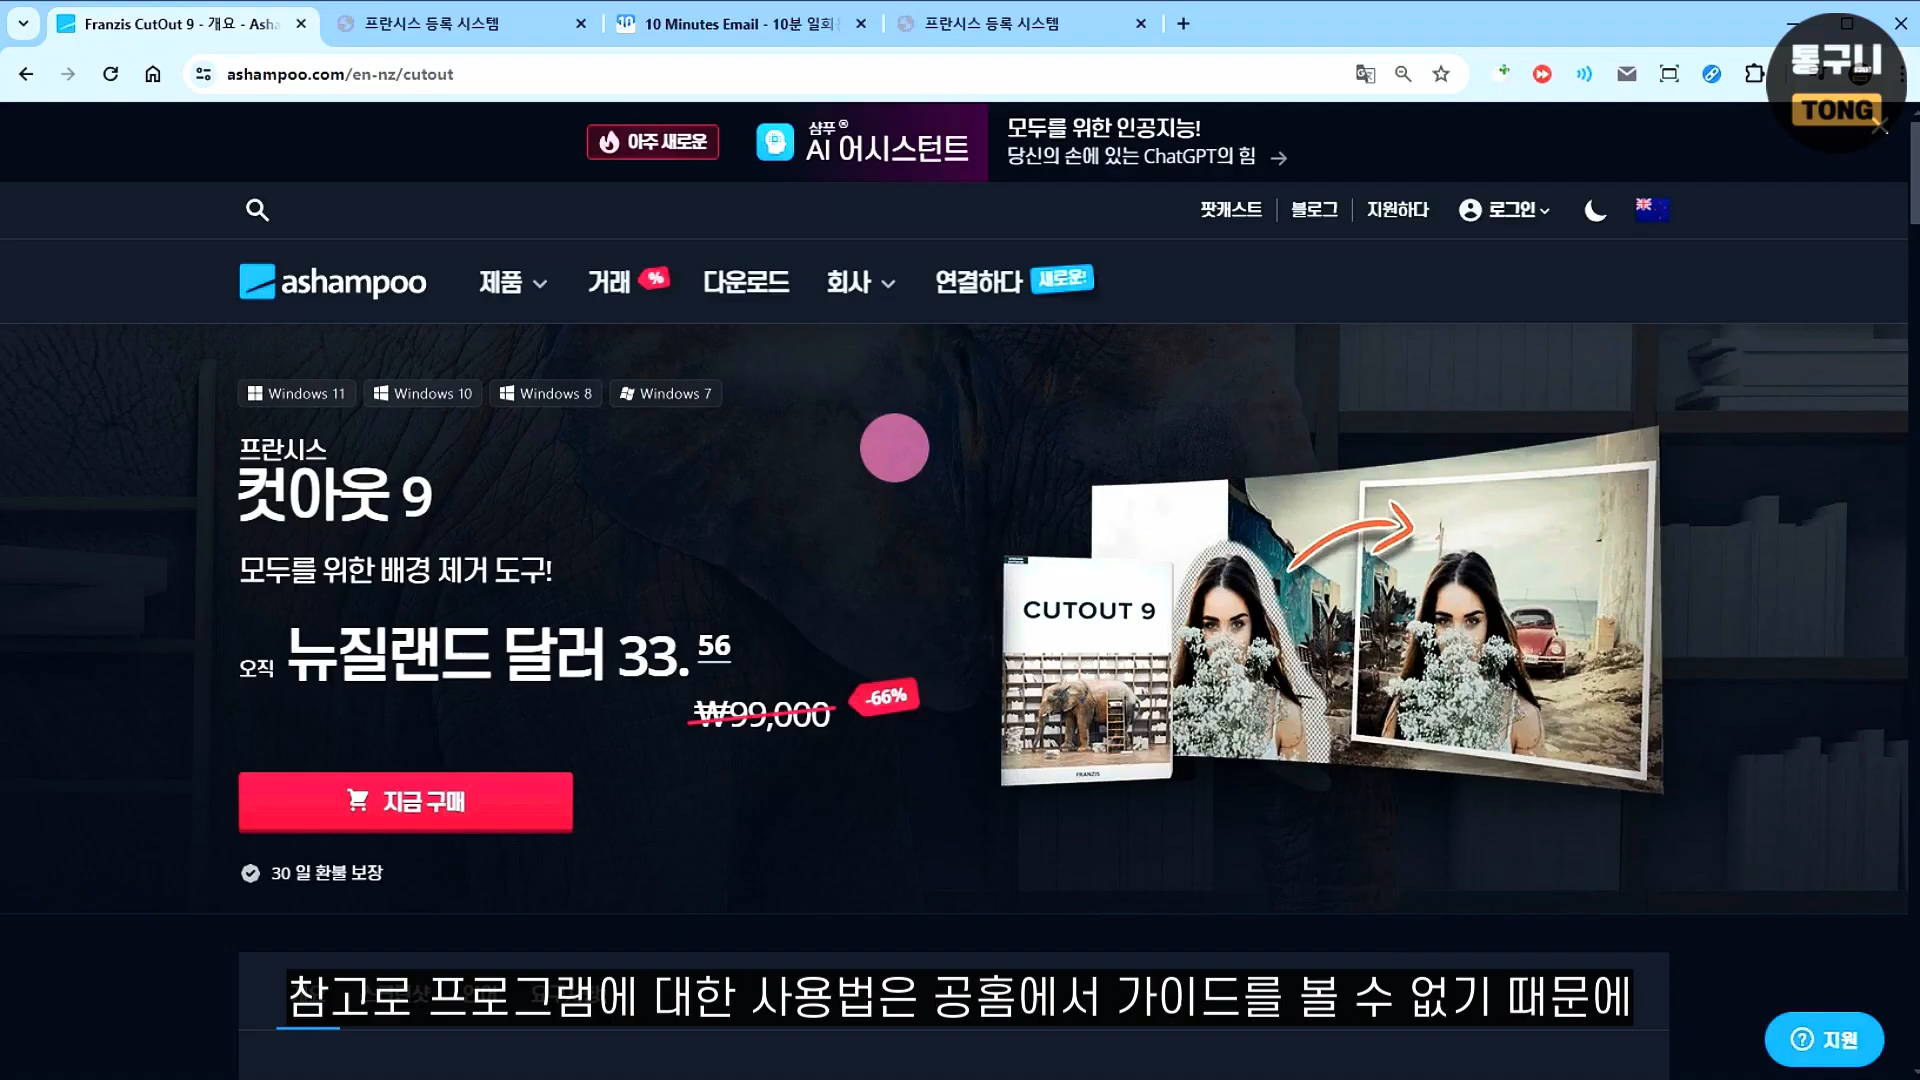 Franzis CutOut 9 - 개요 - Asha
프란시스 등록 시스템
10 Minutes Email - 10분 일회
프란시스 등록 시스템
ashampoo.com/en-nz/cutout
통구니
TONG
아주 새로운
샴푸®
AI 어시스턴트
모두를 위한 인공지능!
당신의 손에 있는 ChatGPT의 힘
팟캐스트
블로그
지원하다
로그인
ashampoo
제품
거래
%
다운로드
회사
연결하다
새로운!
Windows 11
Windows 10
Windows 8
Windows 7
프란시스
컷아웃 9
모두를 위한 배경 제거 도구!
오직 뉴질랜드 달러 33.56
₩99,000
-66%
지금 구매
30 일 환불 보장
CUTOUT 9
FRANZIS
참고로 프로그램에 대한 사용법은 공홈에서 가이드를 볼 수 없기 때문에
지원